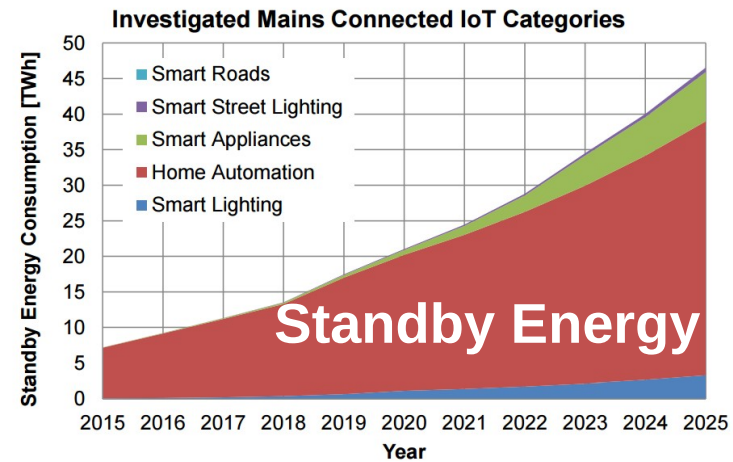 Investigated Mains Connected IoT Categories
Standby Energy Consumption [TWh]
50
45
40
35
30
25
20
15
10
5
0
Smart Roads
Smart Street Lighting
Smart Appliances
Home Automation
Smart Lighting
Standby Energy
2015 2016 2017 2018 2019 2020 2021 2022 2023 2024 2025
Year